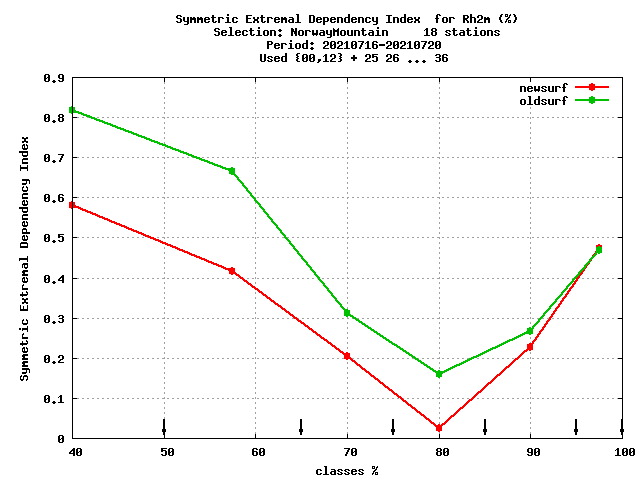 Symmetric Extremal Dependency Index  for Rh2m (%)
Selection: NorwayMountain     18 stations
Period: 20210716-20210720
Used {00,12} + 25 26 ... 36
newsurf
oldsurf
Symmetric Extremal Dependency Index
0.9
0.8
0.7
0.6
0.5
0.4
0.3
0.2
0.1
0
40 50 60 70 80 90 100
classes %